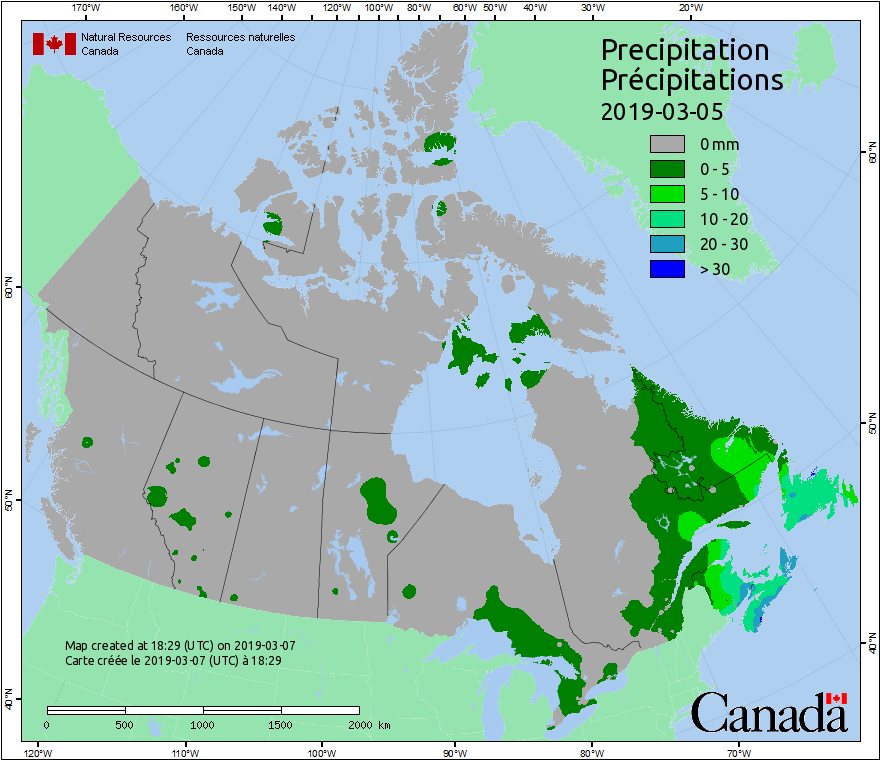 170°W 160°W 150°W 140°W 120°W 100°W 80°W 60°W 50°W 40°W 30°W 20°W
Natural Resources Ressources naturelles
Canada Canada
Precipitation
Précipitations
2019-03-05
0 mm
0 - 5
5 - 10
10 - 20
20 - 30
> 30
60°N
60°N
50°N
50°N
40°N
40°N
Map created at 18:29 (UTC) on 2019-03-07
Carte créée le 2019-03-07 (UTC) à 18:29
0 500 1000 1500 2000 km
Canada
120°W 110°W 100°W 90°W 80°W 70°W